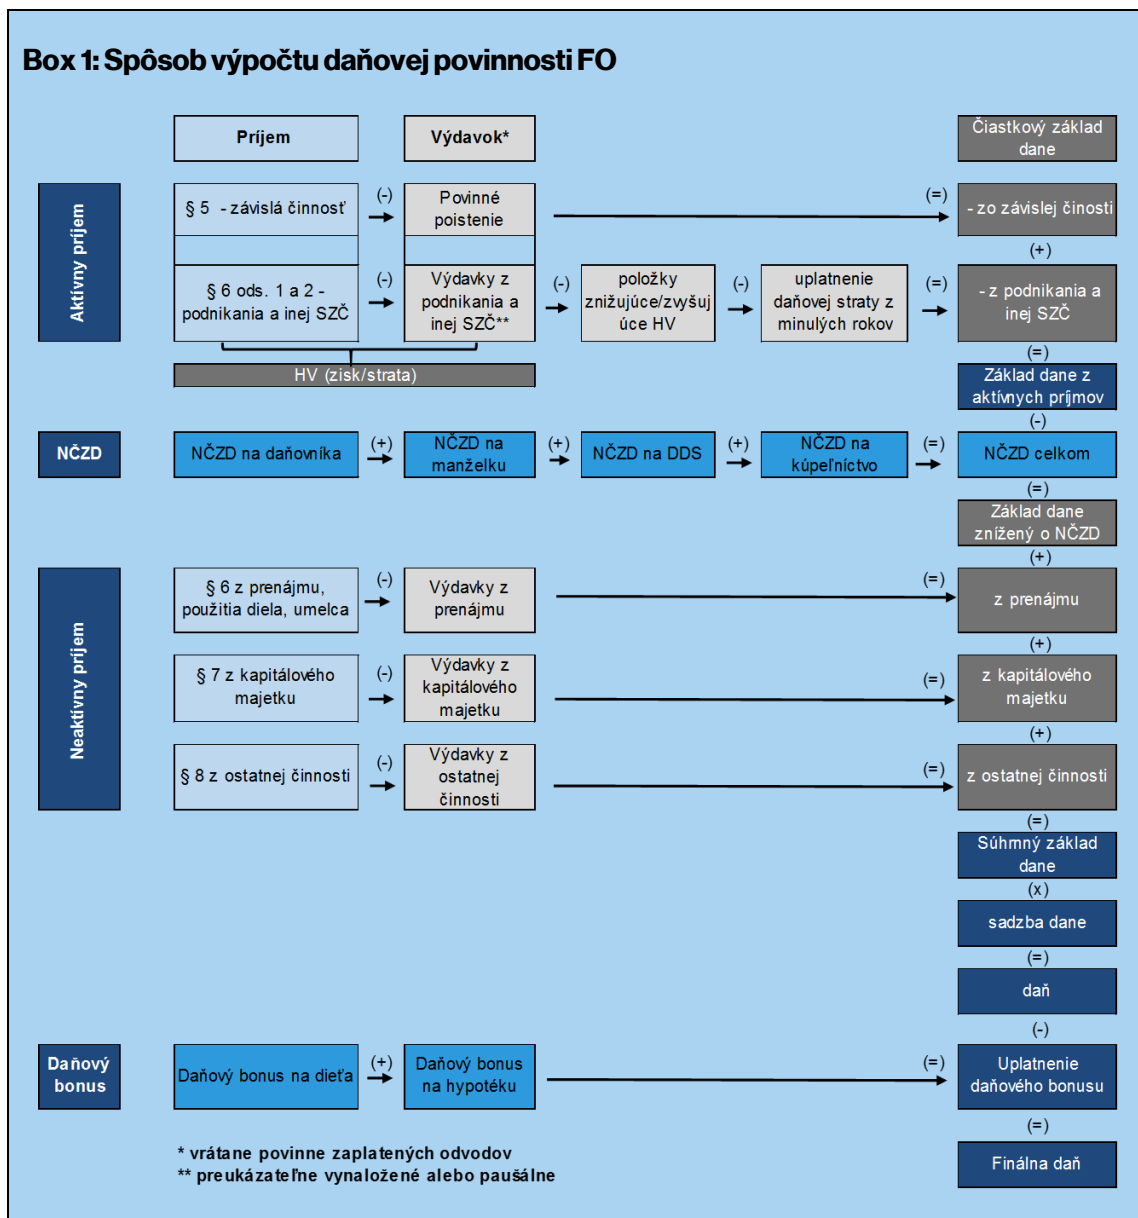 Box 1: Spôsob výpočtu daňovej povinnosti FO
Príjem
Výdavok*
Čiastkový základ
dane
Aktívny príjem
§ 5 - závislá činnosť
(-)
Povinné
poistenie
(=)
- zo závislej činosti
(+)
§ 6 ods. 1 a 2 -
podnikania a inej SZČ
(-)
Výdavky z
podnikania a
inej SZČ**
(-)
položky
znižujúce/zvyšuj
úce HV
(-)
uplatnenie
daňovej straty z
minulých rokov
(=)
- z podnikania a
inej SZČ
HV (zisk/strata)
(=)
Základ dane z
aktívnych príjmov
(-)
NČZD
NČZD na daňovníka
(+)
NČZD na
manželku
(+)
NČZD na DDS
(+)
NČZD na
kúpeľníctvo
(=)
NČZD celkom
(=)
Základ dane
znížený o NČZD
(+)
Neaktívny príjem
§ 6 z prenájmu,
použitia diela, umelca
(-)
Výdavky z
prenájmu
(=)
z prenájmu
(+)
§ 7 z kapitálového
majetku
(-)
Výdavky z
kapitálového
majetku
(=)
z kapitálového
majetku
(+)
§ 8 z ostatnej činnosti
(-)
Výdavky z
ostatnej
činnosti
(=)
z ostatnej činnosti
(=)
Súhrnný základ
dane
(x)
sadzba dane
(=)
daň
(-)
Daňový
bonus
Daňový bonus na dieťa
(+)
Daňový bonus
na hypotéku
(=)
Uplatnenie
daňového bonusu
(=)
Finálna daň
* vrátane povinne zaplatených odvodov
** preukázateľne vynaložené alebo paušálne